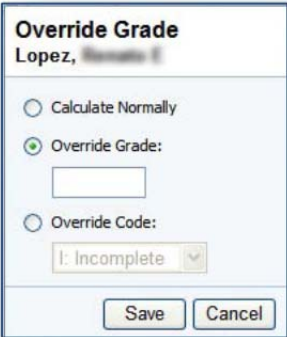 Override Grade
Lopez,
Calculate Normally
Override Grade:
Override Code:
I: Incomplete
Save Cancel